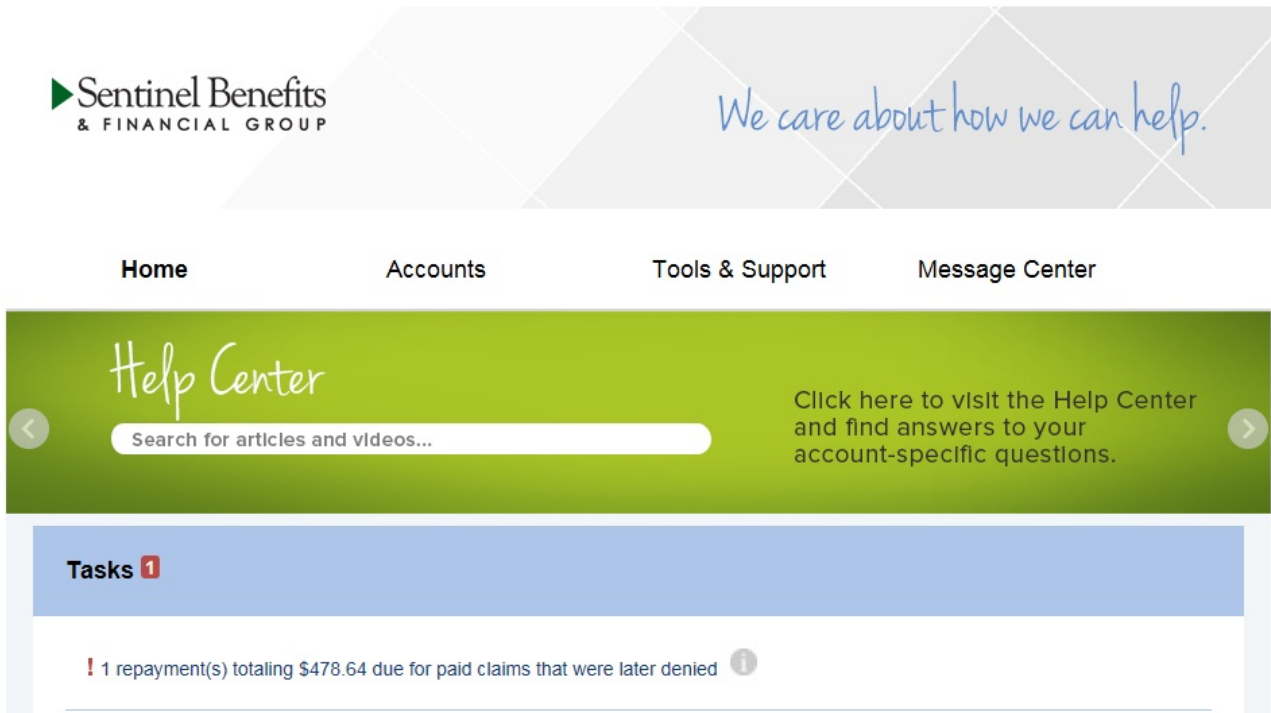 Sentinel Benefits
& FINANCIAL GROUP
We care about how we can help.
Home Accounts Tools & Support Message Center
Help Center
Search for articles and videos...
Click here to visit the Help Center
and find answers to your
account-specific questions.
Tasks 1
! 1 repayment(s) totaling $478.64 due for paid claims that were later denied i